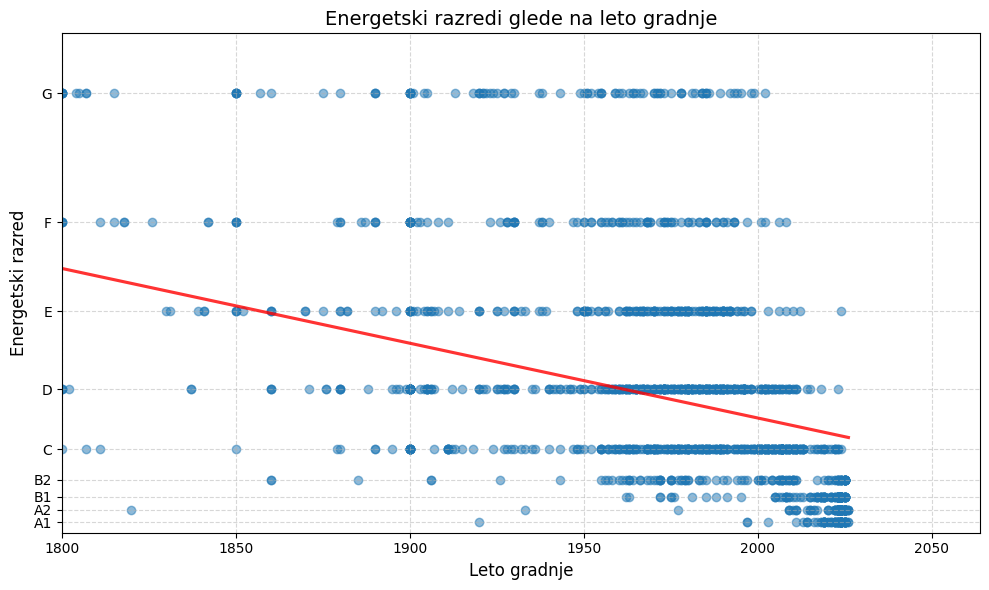 Energetski razredi glede na leto gradnje
Energetski razred
G
F
E
D
C
B2
B1
A2
A1
1800 1850 1900 1950 2000 2050
Leto gradnje